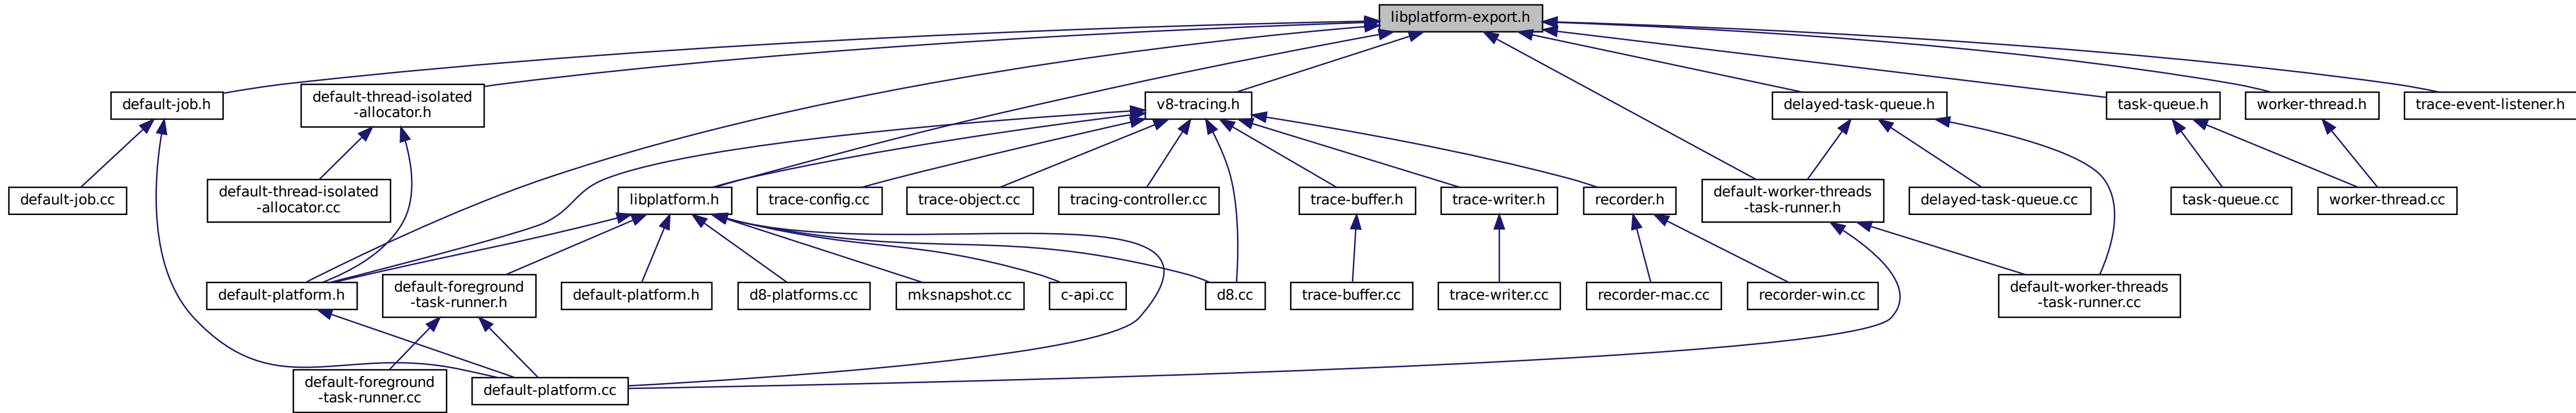 libplatform-export.h
default-job.h
default-thread-isolated
-allocator.h
v8-tracing.h
delayed-task-queue.h
task-queue.h
worker-thread.h
trace-event-listener.h
default-job.cc
default-thread-isolated
-allocator.cc
libplatform.h
trace-config.cc
trace-object.cc
tracing-controller.cc
trace-buffer.h
trace-writer.h
recorder.h
default-worker-threads
-task-runner.h
delayed-task-queue.cc
task-queue.cc
worker-thread.cc
default-platform.h
default-foreground
-task-runner.h
default-platform.h
d8-platforms.cc
mksnapshot.cc
c-api.cc
d8.cc
trace-buffer.cc
trace-writer.cc
recorder-mac.cc
recorder-win.cc
default-worker-threads
-task-runner.cc
default-foreground
-task-runner.cc
default-platform.cc